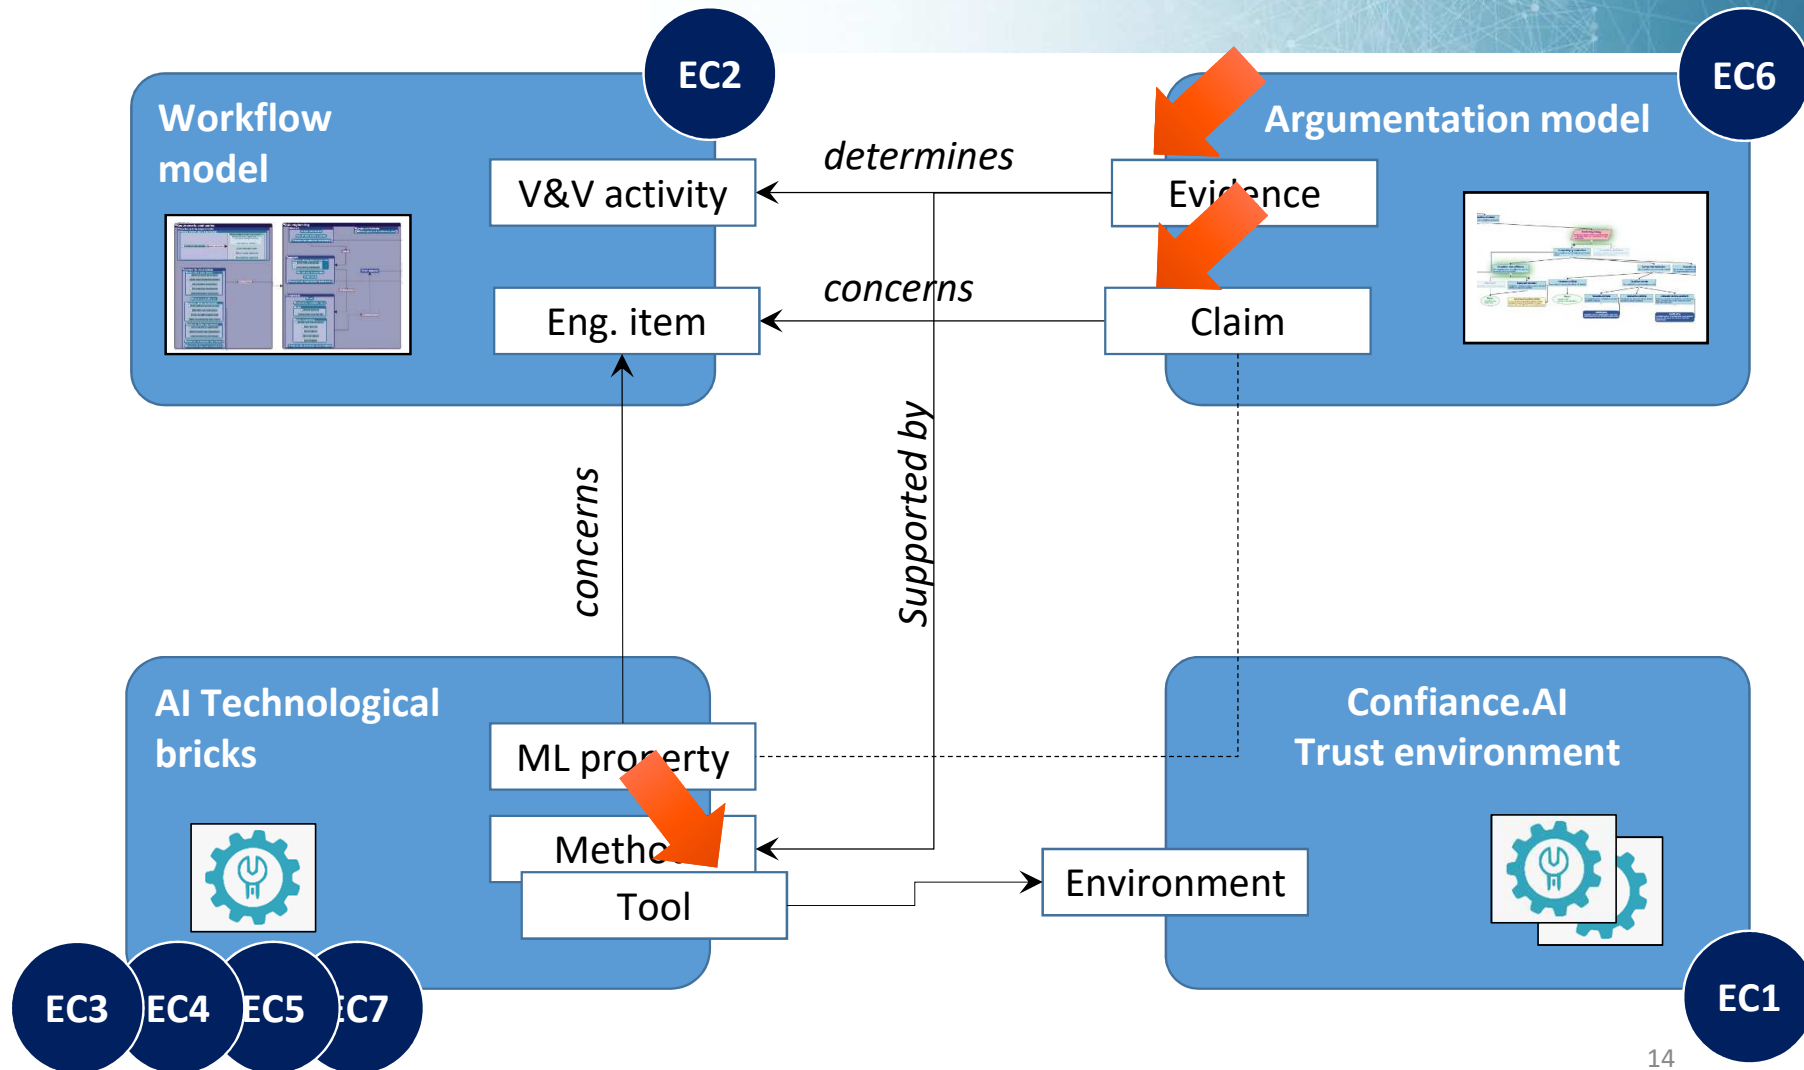 EC2
EC6
Workflow
model
Argumentation model
determines
V&V activity
Evidence
concerns
Eng. item
Claim
concerns
Supported by
AI Technological
bricks
Confiance.AI
Trust environment
ML property
Method
Tool
Environment
EC3
EC4
EC5
EC7
EC1
14